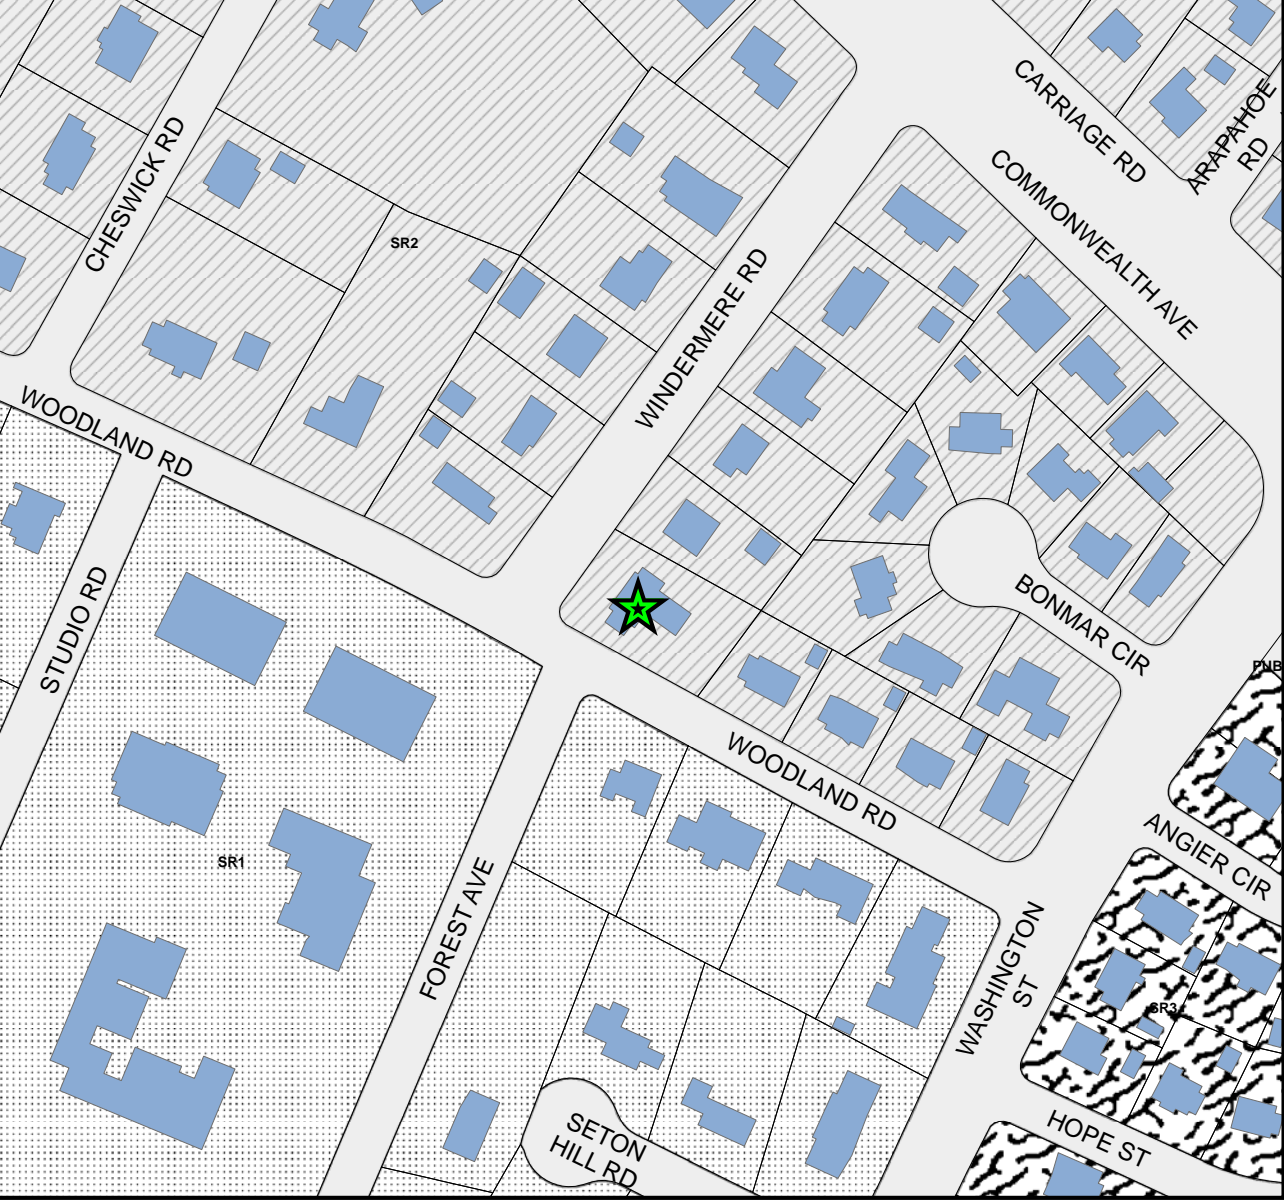 CARRIAGE RD
ARAPAHOE
RD
CHESWICK RD
COMMONWEALTH AVE
SR2
WINDERMERE RD
WOODLAND RD
STUDIO RD
BONMAR CIR
PUB
WOODLAND RD
ANGIER CIR
SR1
FOREST AVE
WASHINGTON
ST
SR3
HOPE ST
SETON
HILL RD